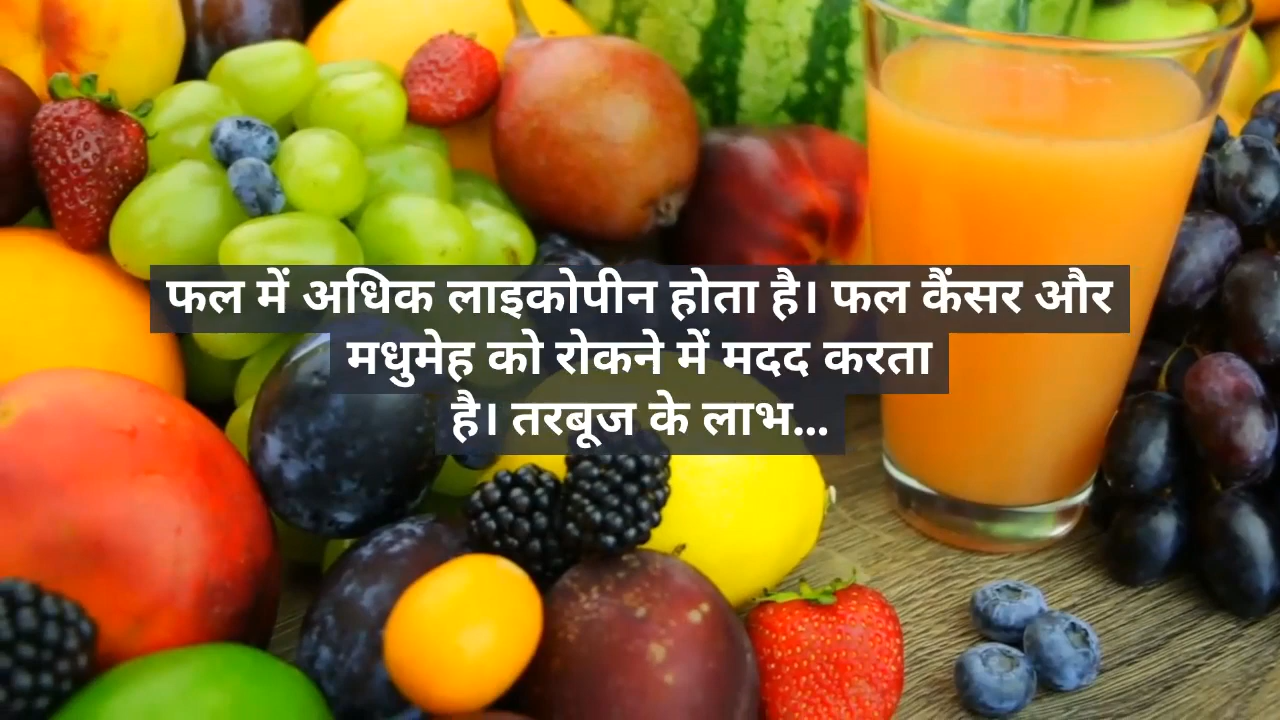 फल में अधिक लाइकोपीन होता है। फल कैंसर और
मधुमेह को रोकने में मदद करता
है। तरबूज के लाभ...